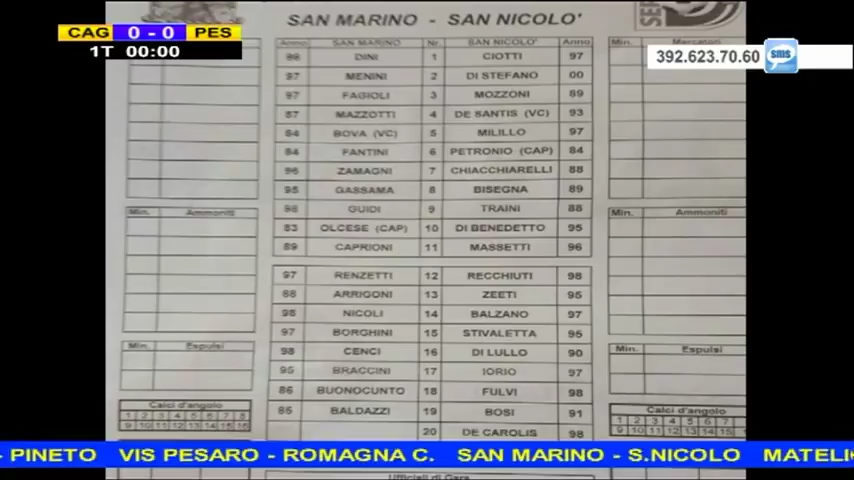 SAN MARINO - SAN NICOLO'
CAG 0 - 0 PES
1T 00:00
392.623.70.60 sms
Anno SAN MARINO Nr. SAN NICOLO' Anno
DINI 1 CIOTTI 97
97 MENINI 2 DI STEFANO 00
97 FAGIOLI 3 MOZZONI 89
87 MAZZOTTI 4 DE SANTIS (VC) 93
84 BOVA (VC) 5 MILILLO 97
84 FANTINI 6 PETRONIO (CAP) 84
96 ZAMAGNI 7 CHIACCHIARELLI 88
95 GASSAMA 8 BISEGNA 89
98 GUIDI 9 TRAINI 88
83 OLCESE (CAP) 10 DI BENEDETTO 95
89 CAPRIONI 11 MASSETTI 96
97 RENZETTI 12 RECCHIUTI 98
88 ARRIGONI 13 ZEETI 95
98 NICOLI 14 BALZANO 97
97 BORGHINI 15 STIVALETTA 95
98 CENCI 16 DI LULLO 90
95 BRACCINI 17 IORIO 97
86 BUONOCUNTO 18 FULVI 98
85 BALDAZZI 19 BOSI 91
20 DE CAROLIS 98
Min. Ammoniti
Min. Espulsi
Calci d'angolo
1 2 3 4 5 6 7 8
9 10 11 12 13 14 15 16
Min. Marcatori
Min. Ammoniti
Min. Espulsi
Calci d'angolo
1 2 3 4 5 6 7
9 10 11 12 13 14 15
- PINETO VIS PESARO - ROMAGNA C. SAN MARINO - S.NICOLO MATELI
Ufficiali di Gara